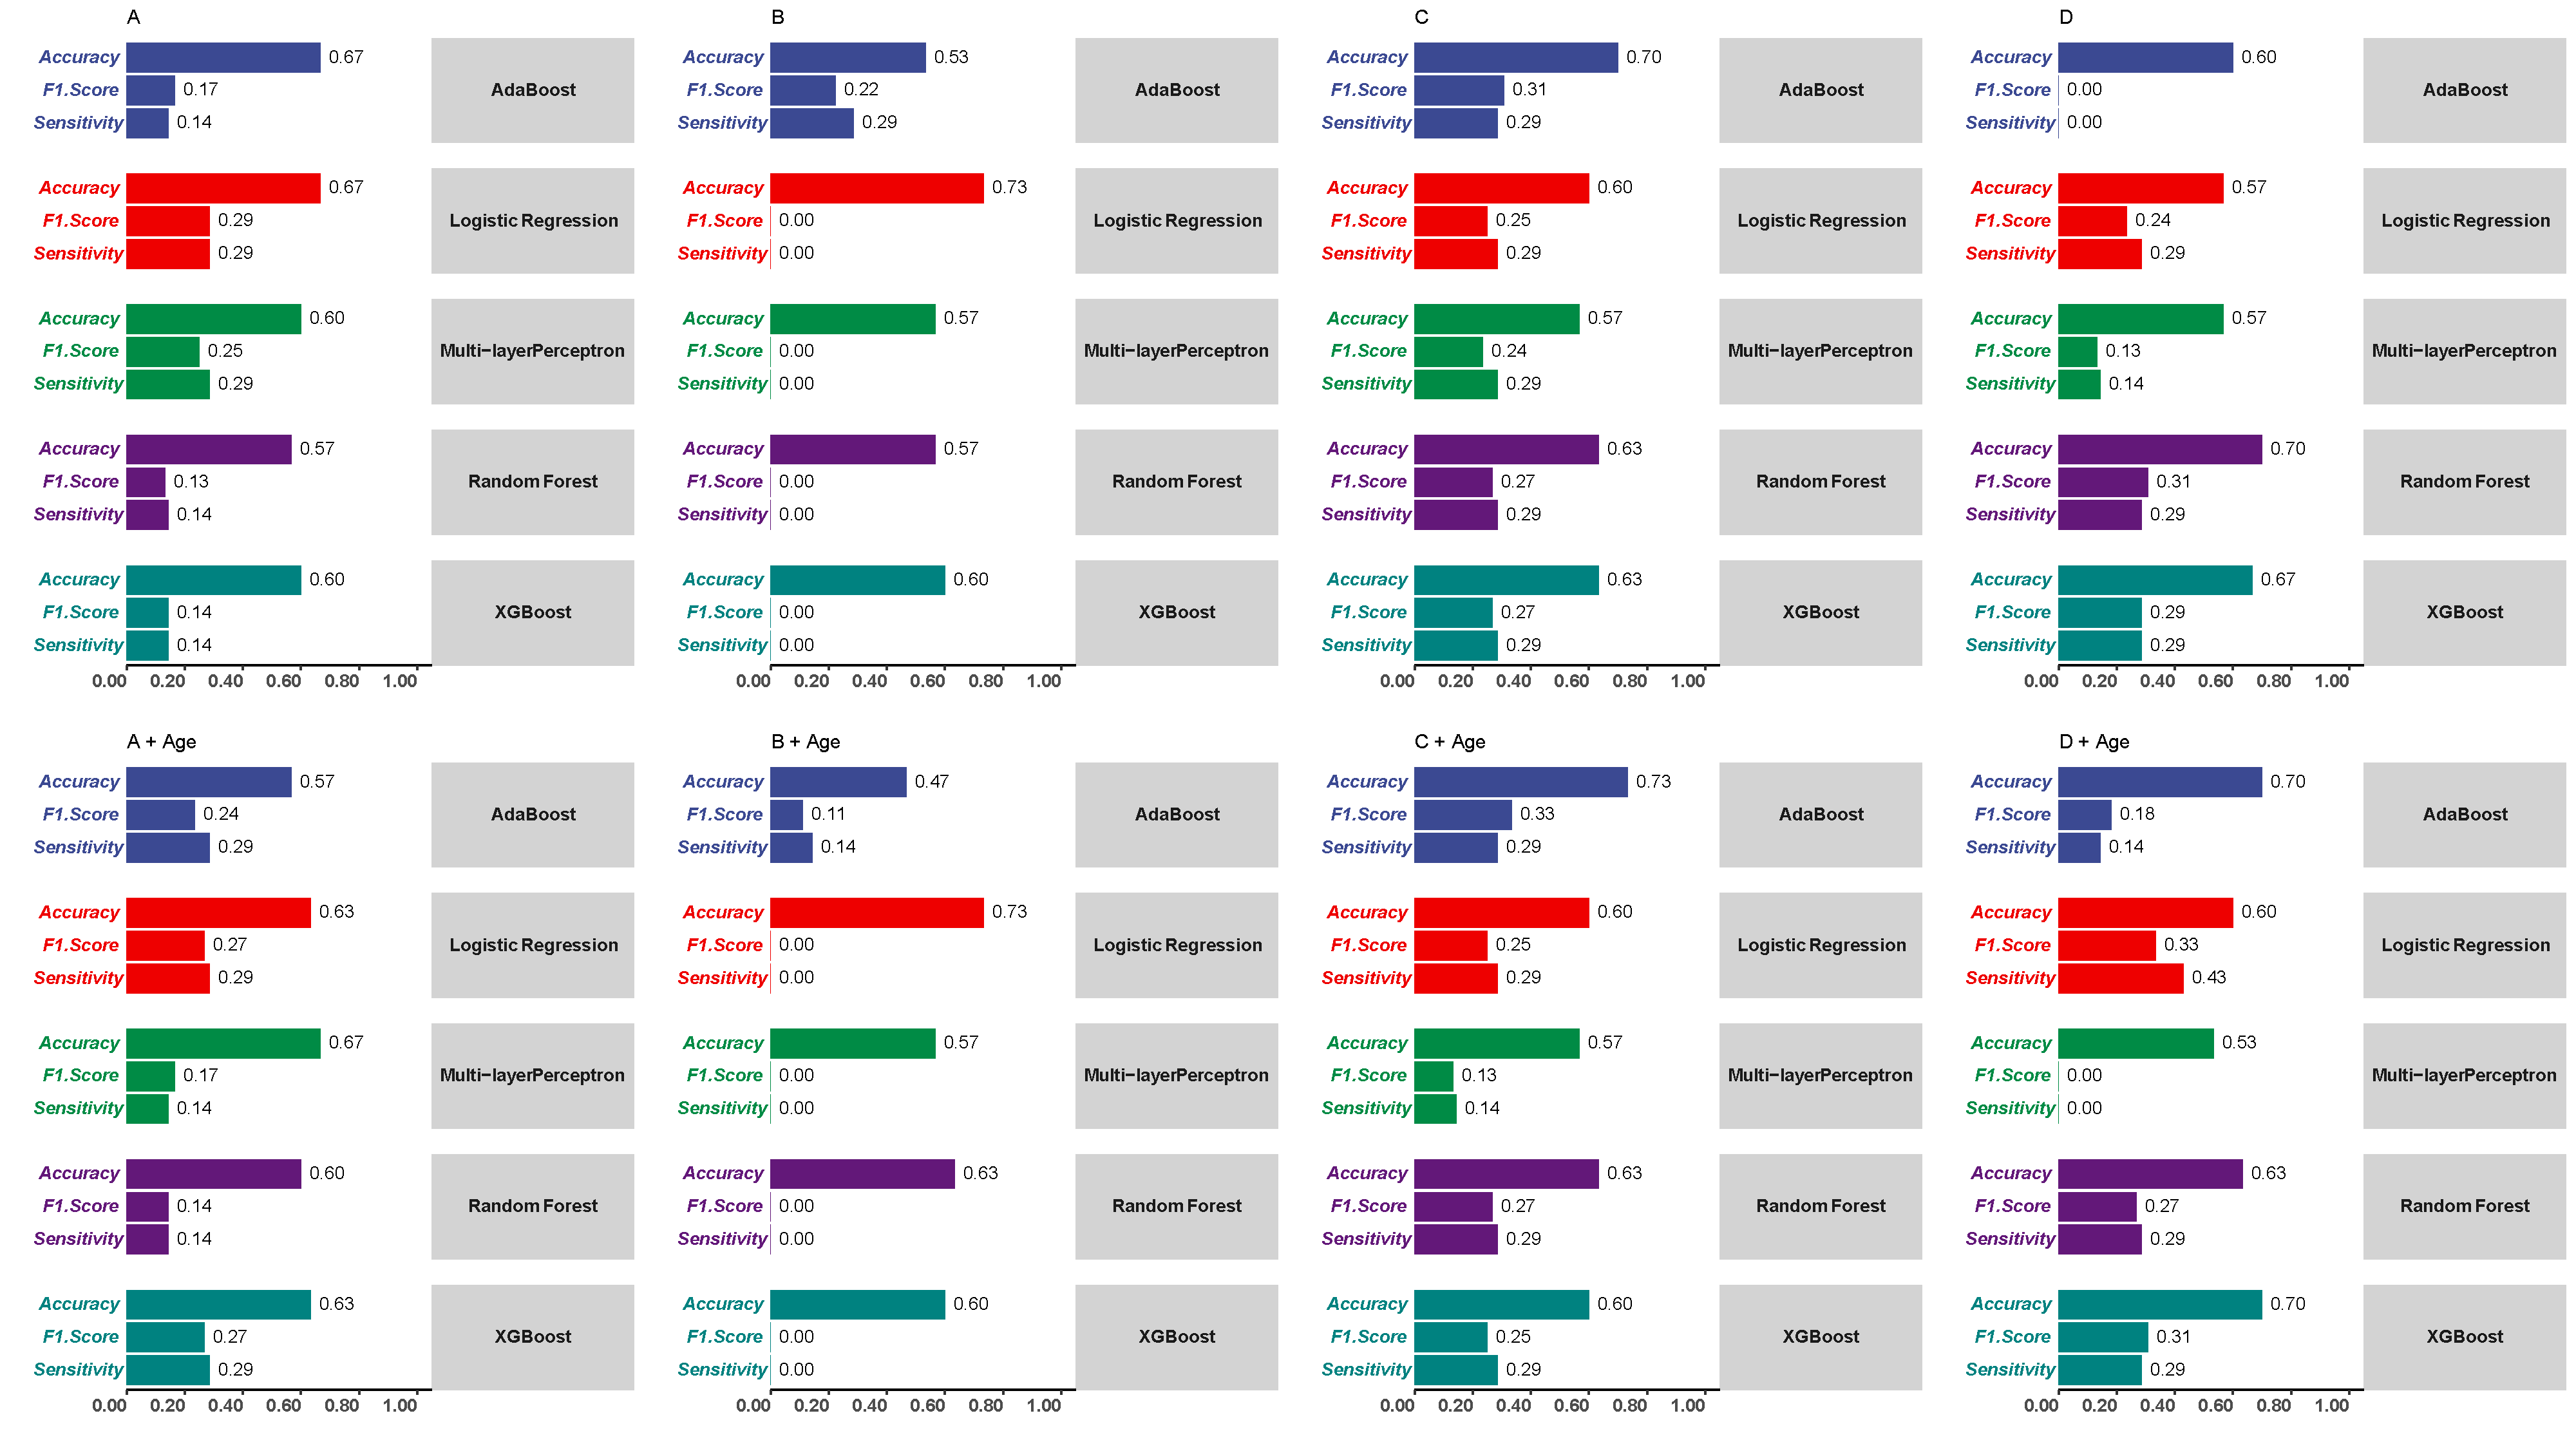 A
Accuracy 0.67
F1.Score 0.17
Sensitivity 0.14
AdaBoost
Accuracy 0.67
F1.Score 0.29
Sensitivity 0.29
Logistic Regression
Accuracy 0.60
F1.Score 0.25
Sensitivity 0.29
Multi−layerPerceptron
Accuracy 0.57
F1.Score 0.13
Sensitivity 0.14
Random Forest
Accuracy 0.60
F1.Score 0.14
Sensitivity 0.14
XGBoost
0.00 0.20 0.40 0.60 0.80 1.00
B
Accuracy 0.53
F1.Score 0.22
Sensitivity 0.29
AdaBoost
Accuracy 0.73
F1.Score 0.00
Sensitivity 0.00
Logistic Regression
Accuracy 0.57
F1.Score 0.00
Sensitivity 0.00
Multi−layerPerceptron
Accuracy 0.57
F1.Score 0.00
Sensitivity 0.00
Random Forest
Accuracy 0.60
F1.Score 0.00
Sensitivity 0.00
XGBoost
0.00 0.20 0.40 0.60 0.80 1.00
C
Accuracy 0.70
F1.Score 0.31
Sensitivity 0.29
AdaBoost
Accuracy 0.60
F1.Score 0.25
Sensitivity 0.29
Logistic Regression
Accuracy 0.57
F1.Score 0.24
Sensitivity 0.29
Multi−layerPerceptron
Accuracy 0.63
F1.Score 0.27
Sensitivity 0.29
Random Forest
Accuracy 0.63
F1.Score 0.27
Sensitivity 0.29
XGBoost
0.00 0.20 0.40 0.60 0.80 1.00
D
Accuracy 0.60
F1.Score 0.00
Sensitivity 0.00
AdaBoost
Accuracy 0.57
F1.Score 0.24
Sensitivity 0.29
Logistic Regression
Accuracy 0.57
F1.Score 0.13
Sensitivity 0.14
Multi−layerPerceptron
Accuracy 0.70
F1.Score 0.31
Sensitivity 0.29
Random Forest
Accuracy 0.67
F1.Score 0.29
Sensitivity 0.29
XGBoost
0.00 0.20 0.40 0.60 0.80 1.00
A + Age
Accuracy 0.57
F1.Score 0.24
Sensitivity 0.29
AdaBoost
Accuracy 0.63
F1.Score 0.27
Sensitivity 0.29
Logistic Regression
Accuracy 0.67
F1.Score 0.17
Sensitivity 0.14
Multi−layerPerceptron
Accuracy 0.60
F1.Score 0.14
Sensitivity 0.14
Random Forest
Accuracy 0.63
F1.Score 0.27
Sensitivity 0.29
XGBoost
0.00 0.20 0.40 0.60 0.80 1.00
B + Age
Accuracy 0.47
F1.Score 0.11
Sensitivity 0.14
AdaBoost
Accuracy 0.73
F1.Score 0.00
Sensitivity 0.00
Logistic Regression
Accuracy 0.57
F1.Score 0.00
Sensitivity 0.00
Multi−layerPerceptron
Accuracy 0.63
F1.Score 0.00
Sensitivity 0.00
Random Forest
Accuracy 0.60
F1.Score 0.00
Sensitivity 0.00
XGBoost
0.00 0.20 0.40 0.60 0.80 1.00
C + Age
Accuracy 0.73
F1.Score 0.33
Sensitivity 0.29
AdaBoost
Accuracy 0.60
F1.Score 0.25
Sensitivity 0.29
Logistic Regression
Accuracy 0.57
F1.Score 0.13
Sensitivity 0.14
Multi−layerPerceptron
Accuracy 0.63
F1.Score 0.27
Sensitivity 0.29
Random Forest
Accuracy 0.60
F1.Score 0.25
Sensitivity 0.29
XGBoost
0.00 0.20 0.40 0.60 0.80 1.00
D + Age
Accuracy 0.70
F1.Score 0.18
Sensitivity 0.14
AdaBoost
Accuracy 0.60
F1.Score 0.33
Sensitivity 0.43
Logistic Regression
Accuracy 0.53
F1.Score 0.00
Sensitivity 0.00
Multi−layerPerceptron
Accuracy 0.63
F1.Score 0.27
Sensitivity 0.29
Random Forest
Accuracy 0.70
F1.Score 0.31
Sensitivity 0.29
XGBoost
0.00 0.20 0.40 0.60 0.80 1.00